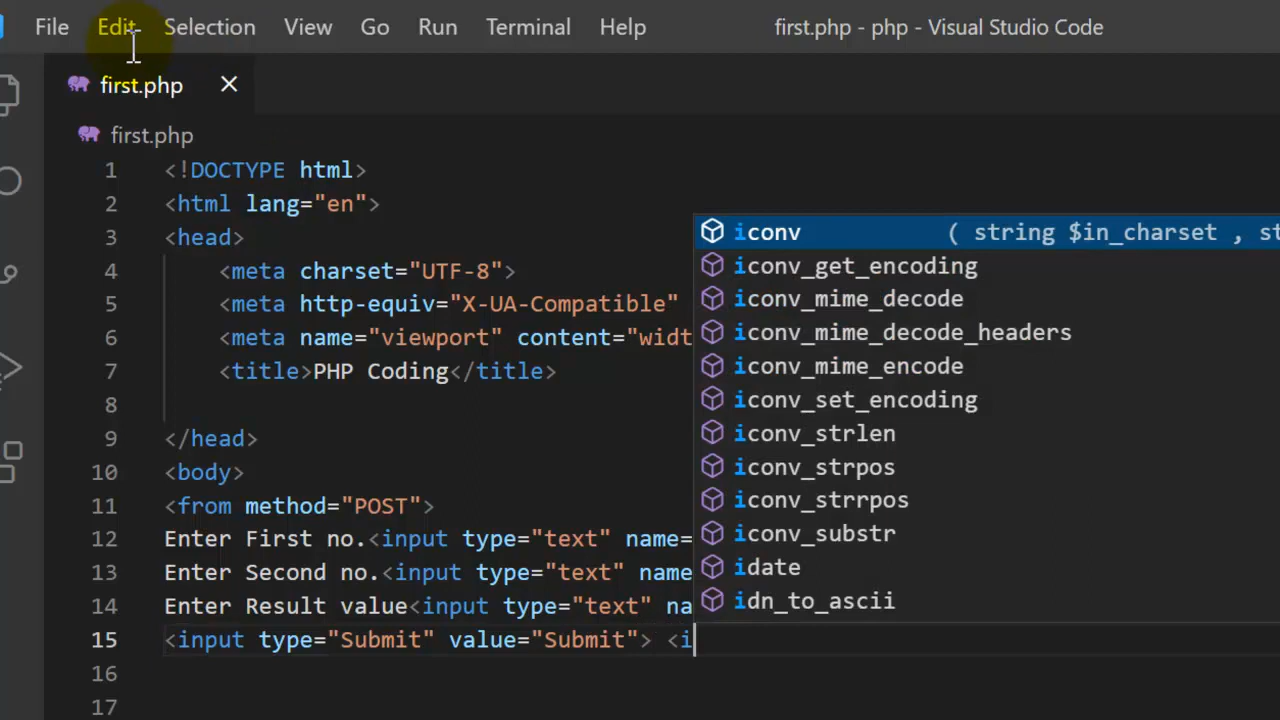 File Edit Selection View Go Run Terminal Help first.php - php - Visual Studio Code
first.php
first.php
1 <!DOCTYPE html>
2 <html lang="en">
3 <head>
4 <meta charset="UTF-8">
5 <meta http-equiv="X-UA-Compatible"
6 <meta name="viewport" content="widt
7 <title>PHP Coding</title>
8
9 </head>
10 <body>
11 <from method="POST">
12 Enter First no.<input type="text" name=
13 Enter Second no.<input type="text" name
14 Enter Result value<input type="text" na
15 <input type="Submit" value="Submit"> <i
16
17
iconv ( string $in_charset , st
iconv_get_encoding
iconv_mime_decode
iconv_mime_decode_headers
iconv_mime_encode
iconv_set_encoding
iconv_strlen
iconv_strpos
iconv_strrpos
iconv_substr
idate
idn_to_ascii